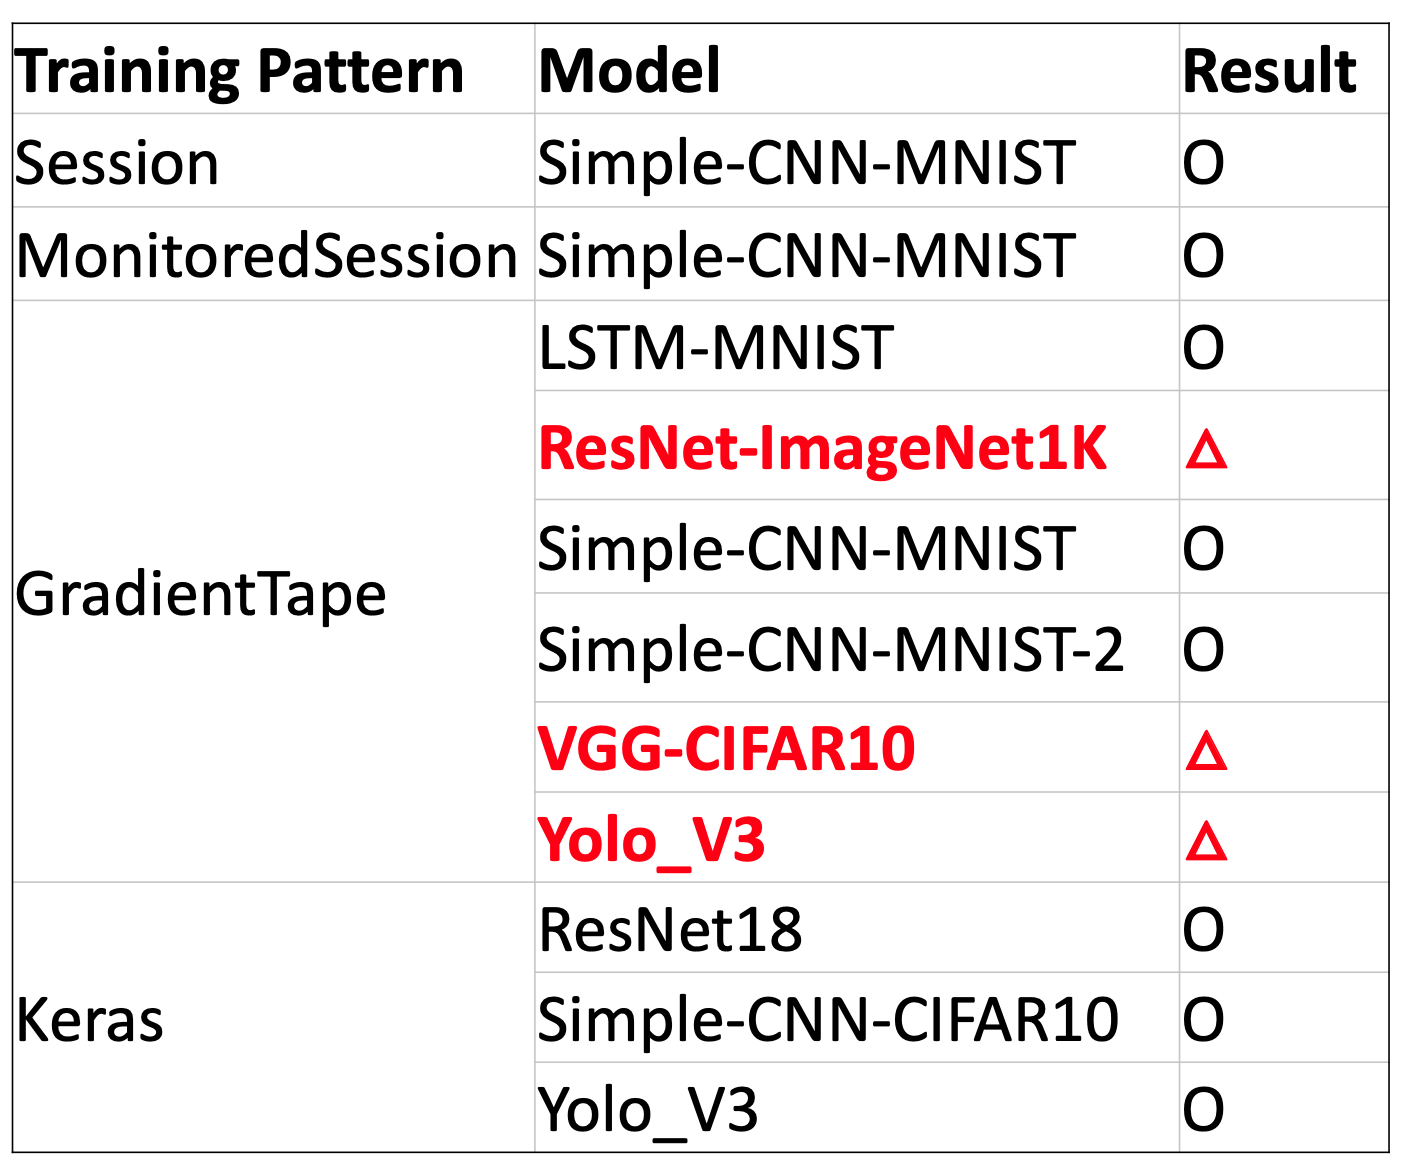 Training Pattern Model Result
Session Simple-CNN-MNIST O
MonitoredSession Simple-CNN-MNIST O
GradientTape LSTM-MNIST O
ResNet-ImageNet1K △
Simple-CNN-MNIST O
Simple-CNN-MNIST-2 O
VGG-CIFAR10 △
Yolo_V3 △
Keras ResNet18 O
Simple-CNN-CIFAR10 O
Yolo_V3 O